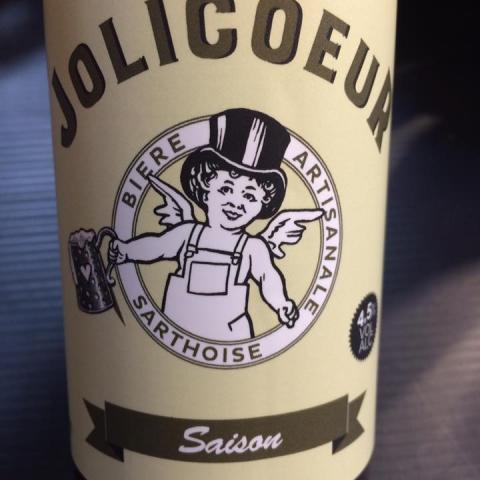 JOLICOEUR
BIERE ARTISANALE
SARTHOISE
4.5%
VOL
ALC
Saison